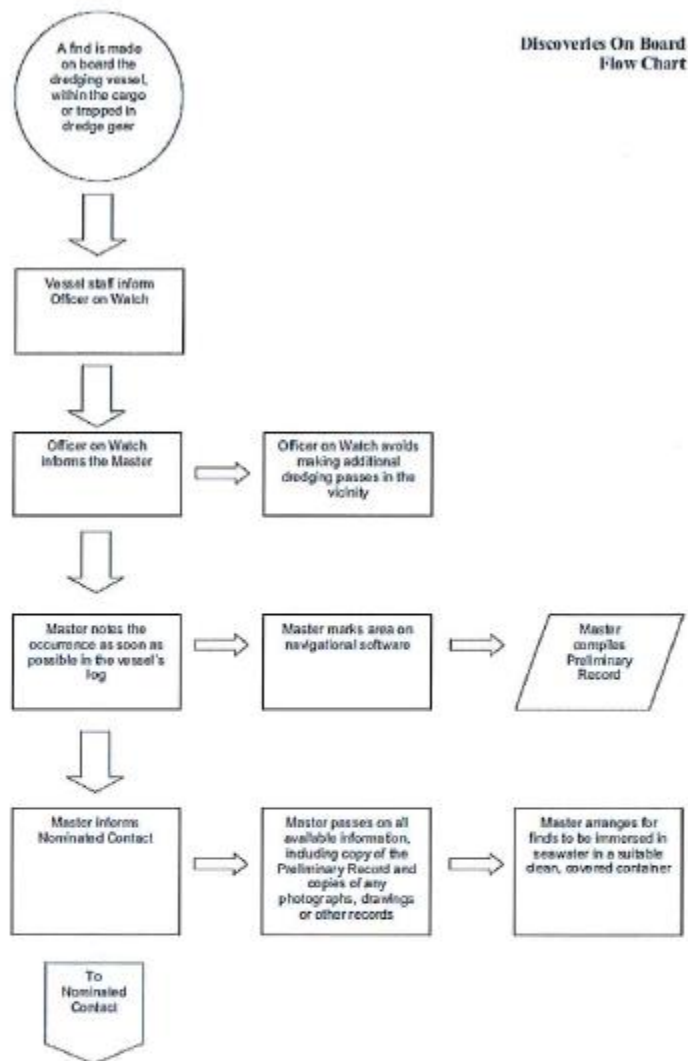 Discoveries On Board
Flow Chart
A find is made
on board the
dredging vessel,
within the cargo
or trapped in
dredge gear
Vessel staff inform
Officer on Watch
Officer on Watch
informs the Master
Officer on Watch avoids
making additional
dredging passes in the
vicinity
Master notes the
occurrence as soon as
possible in the vessel's
log
Master marks area on
navigational software
Master
compiles
Preliminary
Record
Master informs
Nominated Contact
Master passes on all
available information,
including copy of the
Preliminary Record and
copies of any
photographs, drawings
or other records
Master arranges for
finds to be immersed in
seawater in a suitable
clean, covered container
To
Nominated
Contact